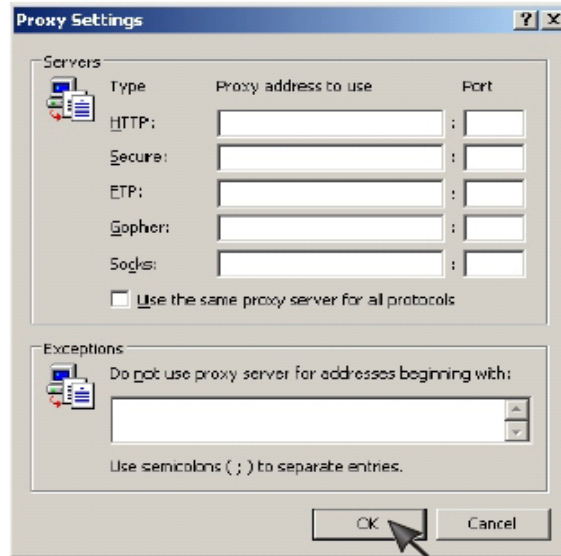 Proxy Settings
Servers
Type Proxy address to use Port
HTTP: :
Secure: :
FTP: :
Gopher: :
Socks: :
Use the same proxy server for all protocols
Exceptions
Do not use proxy server for addresses beginning with:
Use semicolons ( ; ) to separate entries.
OK Cancel